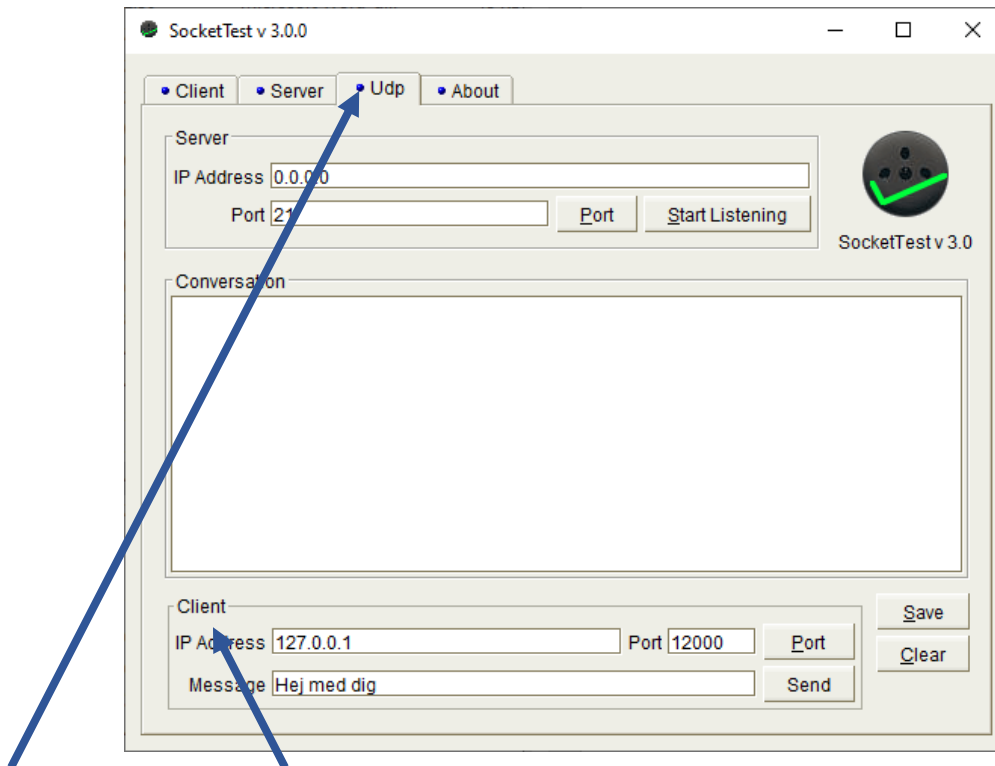 SocketTest v 3.0.0
Client Server Udp About
Server
IP Address 0.0.0.0
Port 21 Port Start Listening
SocketTest v 3.0
Conversation
Client
IP Address 127.0.0.1 Port 12000 Port
Message Hej med dig Send
Save
Clear